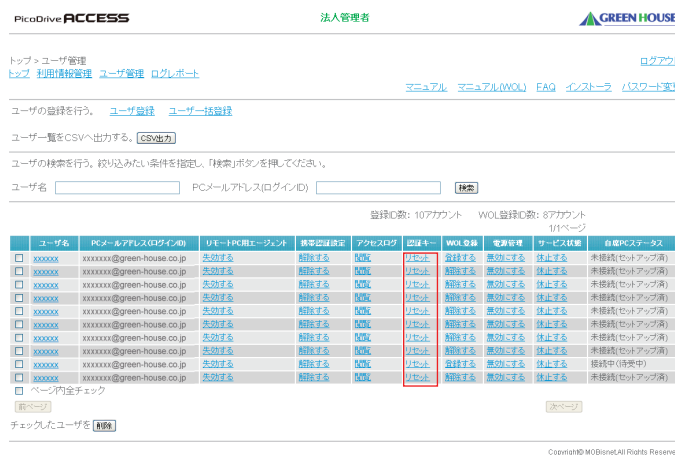 PicoDrive ACCESS 法人管理者 GREEN HOUSE
トップ > ユーザ管理 ログアウ
トップ 利用情報管理 ユーザ管理 ログレポート
マニュアル マニュアル(WOL) FAQ インストーラ パスワード変
ユーザの登録を行う。 ユーザ登録 ユーザ一括登録
ユーザ一覧をCSVへ出力する。 CSV出力
ユーザの検索を行う。絞り込みたい条件を指定し、「検索」ボタンを押してください。
ユーザ名 PCメールアドレス(ログインID) 検索
登録ID数: 10アカウント WOL登録ID数: 8アカウント
1/1ページ
ユーザ名 PCメールアドレス(ログインID) リモートPC用エージェント 携帯認証設定 アクセスログ 認証キー WOL登録 電源管理 サービス状態 自席PCステータス
xxxxxx xxxxxxx@green-house.co.jp 失効する 解除する 閲覧 リセット 登録する 無効にする 休止する 未接続(セットアップ済)
xxxxxx xxxxxxx@green-house.co.jp 失効する 解除する 閲覧 リセット 解除する 無効にする 休止する 未接続(セットアップ済)
xxxxxx xxxxxxx@green-house.co.jp 失効する 解除する 閲覧 リセット 解除する 無効にする 休止する 未接続(セットアップ済)
xxxxxx xxxxxxx@green-house.co.jp 失効する 解除する 閲覧 リセット 解除する 無効にする 休止する 未接続(セットアップ済)
xxxxxx xxxxxxx@green-house.co.jp 失効する 解除する 閲覧 リセット 解除する 無効にする 休止する 未接続(セットアップ済)
xxxxxx xxxxxxx@green-house.co.jp 失効する 解除する 閲覧 リセット 解除する 無効にする 休止する 未接続(セットアップ済)
xxxxxx xxxxxxx@green-house.co.jp 失効する 解除する 閲覧 リセット 解除する 無効にする 休止する 未接続(セットアップ済)
xxxxxx xxxxxxx@green-house.co.jp 失効する 解除する 閲覧 リセット 解除する 無効にする 休止する 未接続(セットアップ済)
xxxxxx xxxxxxx@green-house.co.jp 失効する 解除する 閲覧 リセット 登録する 無効にする 休止する 接続中(待受中)
xxxxxx xxxxxxx@green-house.co.jp 失効する 解除する 閲覧 リセット 解除する 無効にする 休止する 未接続(セットアップ済)
ページ内全チェック
前ページ 次ページ
チェックしたユーザを 削除
Copyright© MOBisnet.All Rights Reserve